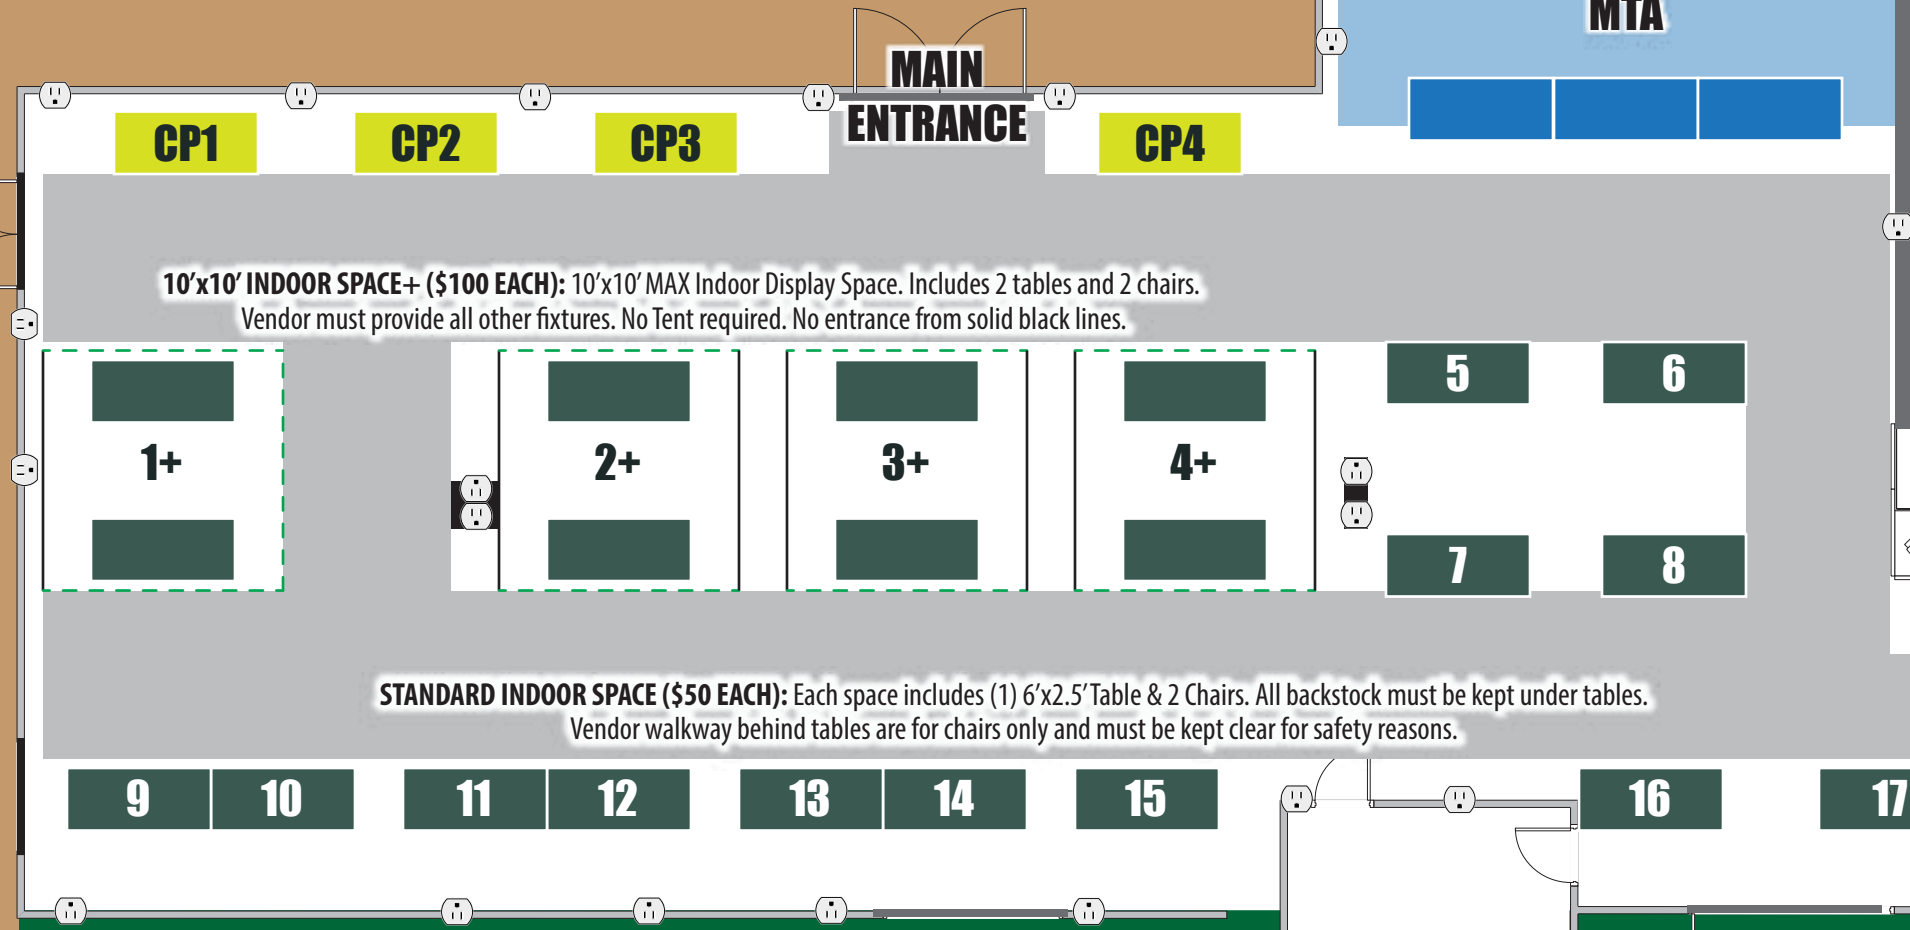 MTA
MAIN
ENTRANCE
CP1
CP2
CP3
CP4
10'x10' INDOOR SPACE+ ($100 EACH): 10'x10' MAX Indoor Display Space. Includes 2 tables and 2 chairs.
Vendor must provide all other fixtures. No Tent required. No entrance from solid black lines.
5
6
1+
2+
3+
4+
7
8
STANDARD INDOOR SPACE ($50 EACH): Each space includes (1) 6'x2.5' Table & 2 Chairs. All backstock must be kept under tables.
Vendor walkway behind tables are for chairs only and must be kept clear for safety reasons.
9
10
11
12
13
14
15
16
17